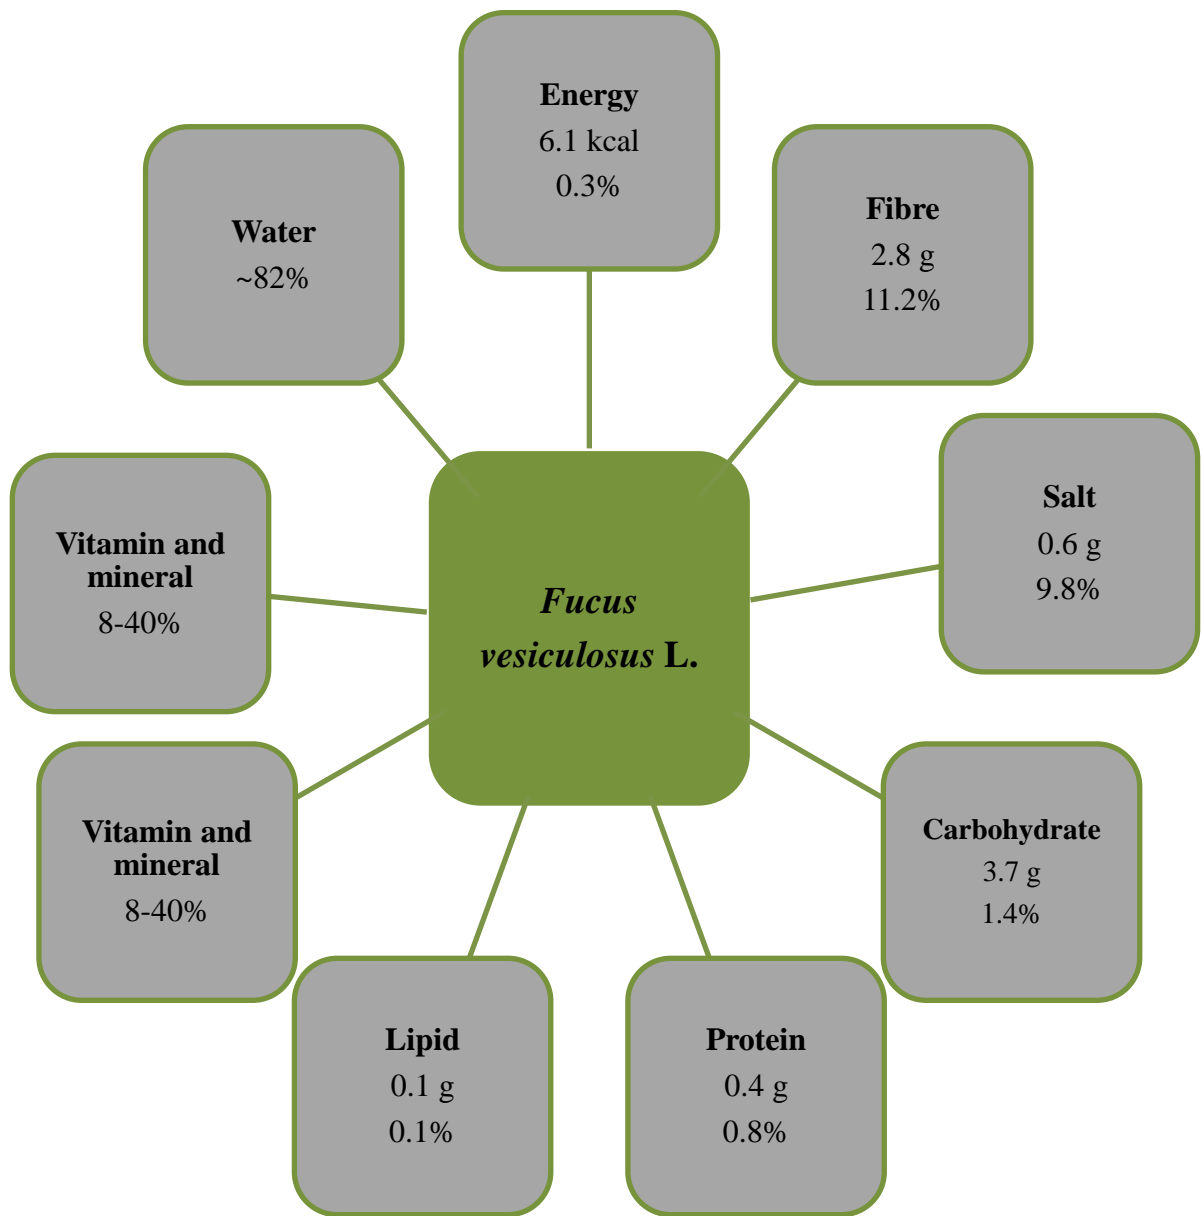 Energy
6.1 kcal
0.3%
Fibre
2.8 g
11.2%
Salt
0.6 g
9.8%
Carbohydrate
3.7 g
1.4%
Protein
0.4 g
0.8%
Lipid
0.1 g
0.1%
Vitamin and
mineral
8-40%
Vitamin and
mineral
8-40%
Water
~82%
Fucus
vesiculosus L.